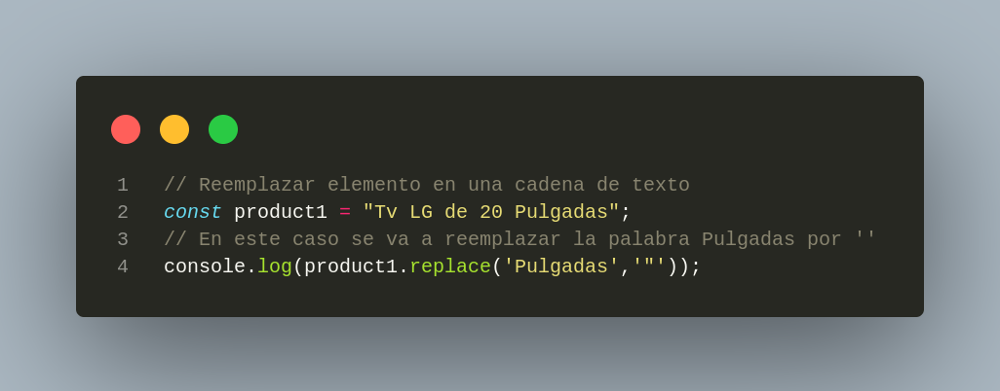 1 // Reemplazar elemento en una cadena de texto
2 const product1 = "Tv LG de 20 Pulgadas";
3 // En este caso se va a reemplazar la palabra Pulgadas por ''
4 console.log(product1.replace('Pulgadas','"'));